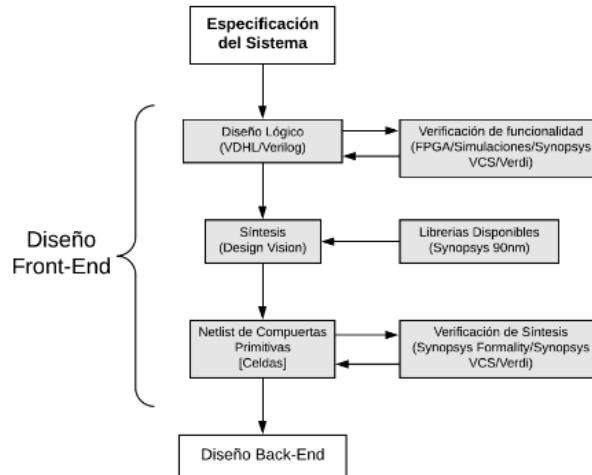 Especificación
del Sistema
Diseño Lógico
(VDHL/Verilog)
Verificación de funcionalidad
(FPGA/Simulaciones/Synopsys
VCS/Verdi)
Diseño
Front-End
Síntesis
(Design Vision)
Librerias Disponibles
(Synopsys 90nm)
Netlist de Compuertas
Primitivas
[Celdas]
Verificación de Síntesis
(Synopsys Formality/Synopsys
VCS/Verdi)
Diseño Back-End